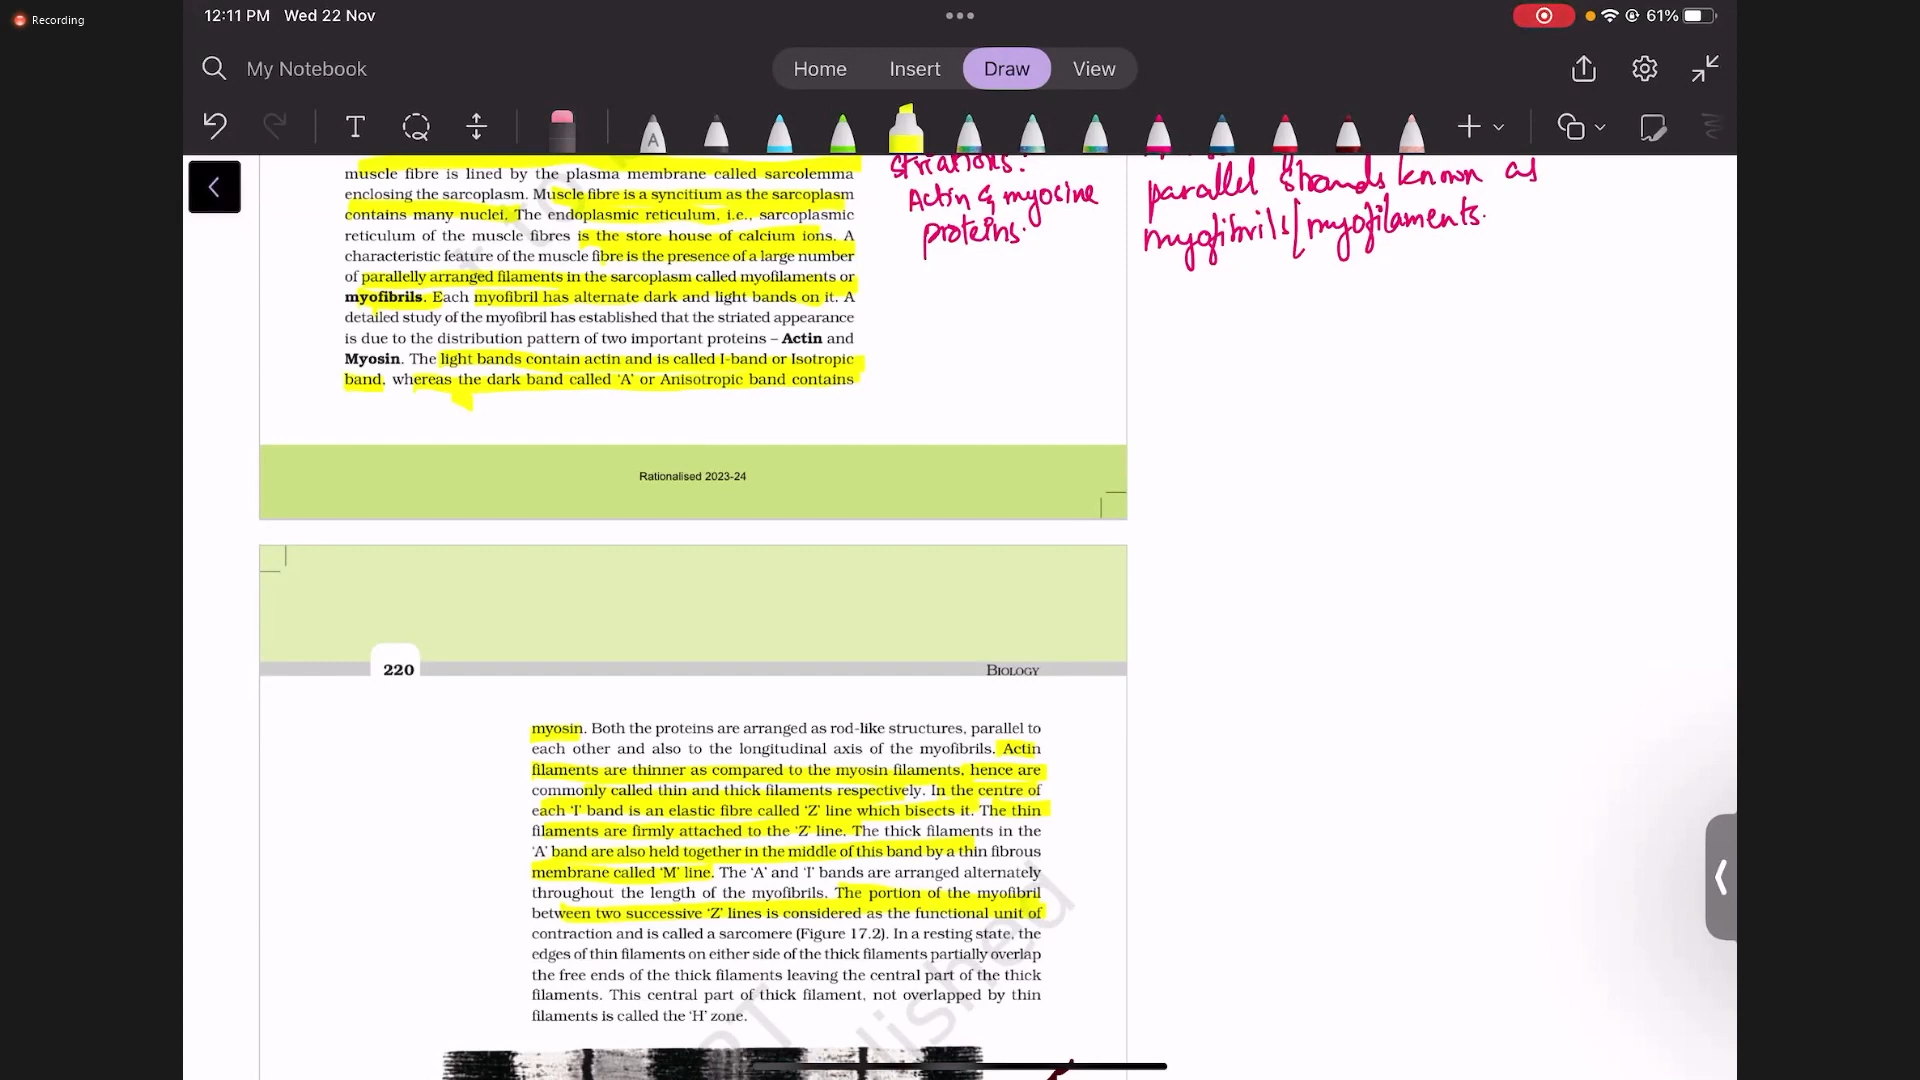 Recording
12:11 PM Wed 22 Nov
61%
My Notebook
Home Insert Draw View
T
A
muscle fibre is lined by the plasma membrane called sarcolemma
enclosing the sarcoplasm. Muscle fibre is a syncitium as the sarcoplasm
contains many nuclei. The endoplasmic reticulum, i.e., sarcoplasmic
reticulum of the muscle fibres is the store house of calcium ions. A
characteristic feature of the muscle fibre is the presence of a large number
of parallelly arranged filaments in the sarcoplasm called myofilaments or
myofibrils. Each myofibril has alternate dark and light bands on it. A
detailed study of the myofibril has established that the striated appearance
is due to the distribution pattern of two important proteins – Actin and
Myosin. The light bands contain actin and is called I-band or Isotropic
band, whereas the dark band called 'A' or Anisotropic band contains
striations:
Actin & myosine
proteins.
parallel strands known as
myofibrils/myofilaments.
Rationalised 2023-24
220
BIOLOGY
myosin. Both the proteins are arranged as rod-like structures, parallel to
each other and also to the longitudinal axis of the myofibrils. Actin
filaments are thinner as compared to the myosin filaments, hence are
commonly called thin and thick filaments respectively. In the centre of
each 'I' band is an elastic fibre called 'Z' line which bisects it. The thin
filaments are firmly attached to the 'Z' line. The thick filaments in the
'A' band are also held together in the middle of this band by a thin fibrous
membrane called 'M' line. The 'A' and 'I' bands are arranged alternately
throughout the length of the myofibrils. The portion of the myofibril
between two successive 'Z' lines is considered as the functional unit of
contraction and is called a sarcomere (Figure 17.2). In a resting state, the
edges of thin filaments on either side of the thick filaments partially overlap
the free ends of the thick filaments leaving the central part of the thick
filaments. This central part of thick filament, not overlapped by thin
filaments is called the 'H' zone.